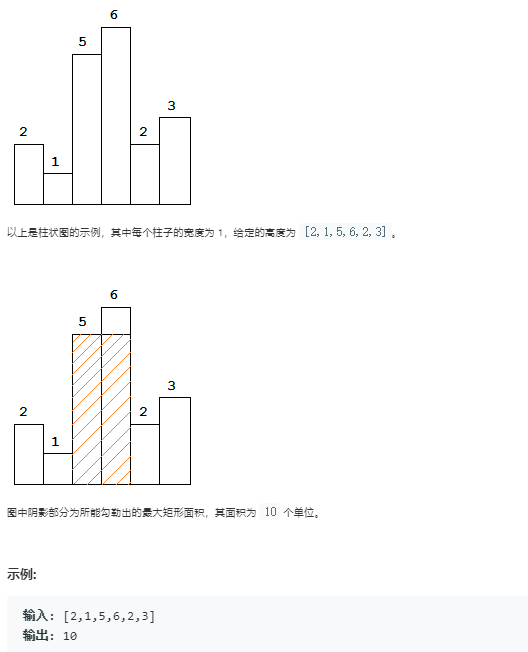 6
5
3
2
2
1
以上是柱状图的示例，其中每个柱子的宽度为 1，给定的高度为 [2,1,5,6,2,3]。
6
5
3
2
2
1
图中阴影部分为所能勾勒出的最大矩形面积，其面积为 10 个单位。
示例:
输入: [2,1,5,6,2,3]
输出: 10